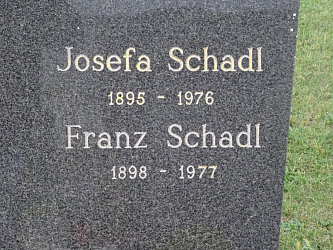 Josefa Schadl
1895 - 1976
Franz Schadl
1898 - 1977